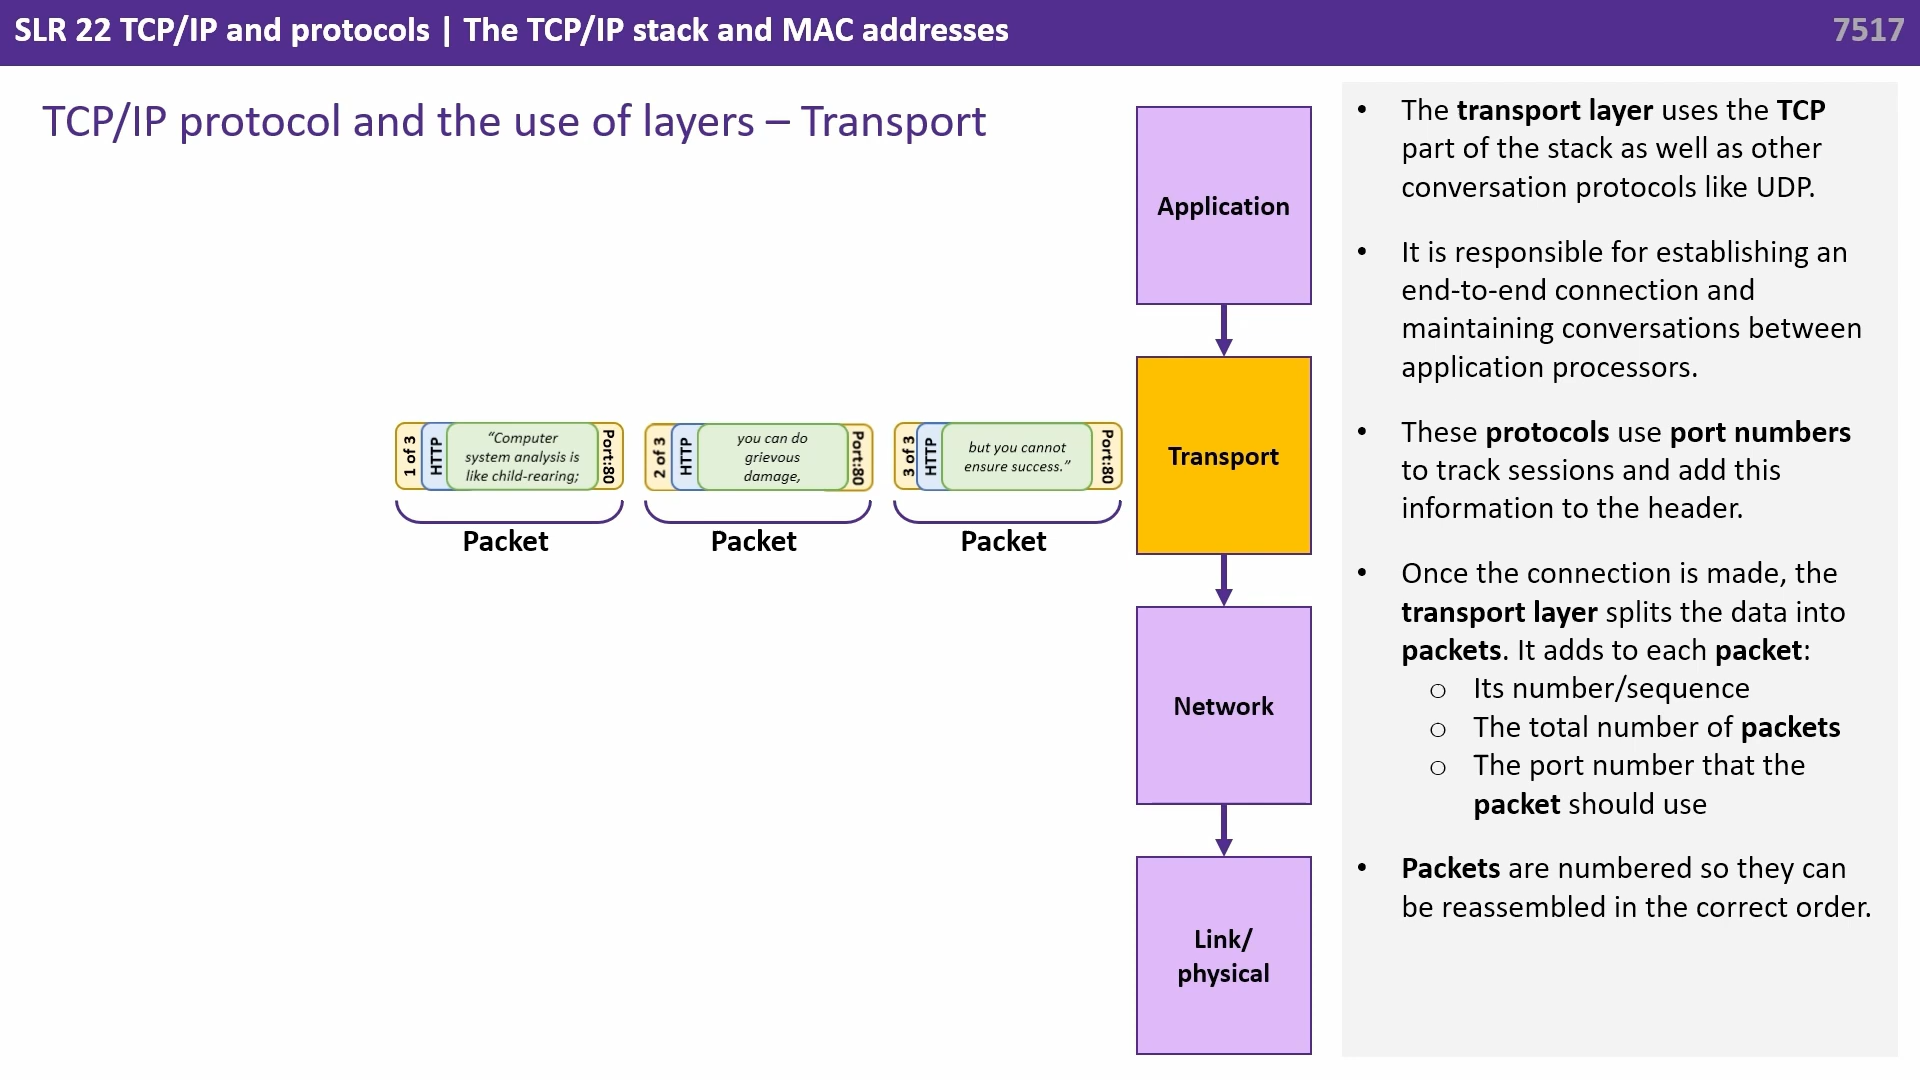 SLR 22 TCP/IP and protocols | The TCP/IP stack and MAC addresses
7517
TCP/IP protocol and the use of layers – Transport
Application
Transport
Network
Link/
physical
1 of 3
HTTP
“Computer
system analysis is
like child-rearing;
Port:80
Packet
2 of 3
HTTP
you can do
grievous
damage,
Port:80
Packet
3 of 3
HTTP
but you cannot
ensure success.”
Port:80
Packet
• The transport layer uses the TCP
part of the stack as well as other
conversation protocols like UDP.
• It is responsible for establishing an
end-to-end connection and
maintaining conversations between
application processors.
• These protocols use port numbers
to track sessions and add this
information to the header.
• Once the connection is made, the
transport layer splits the data into
packets. It adds to each packet:
o Its number/sequence
o The total number of packets
o The port number that the
packet should use
• Packets are numbered so they can
be reassembled in the correct order.